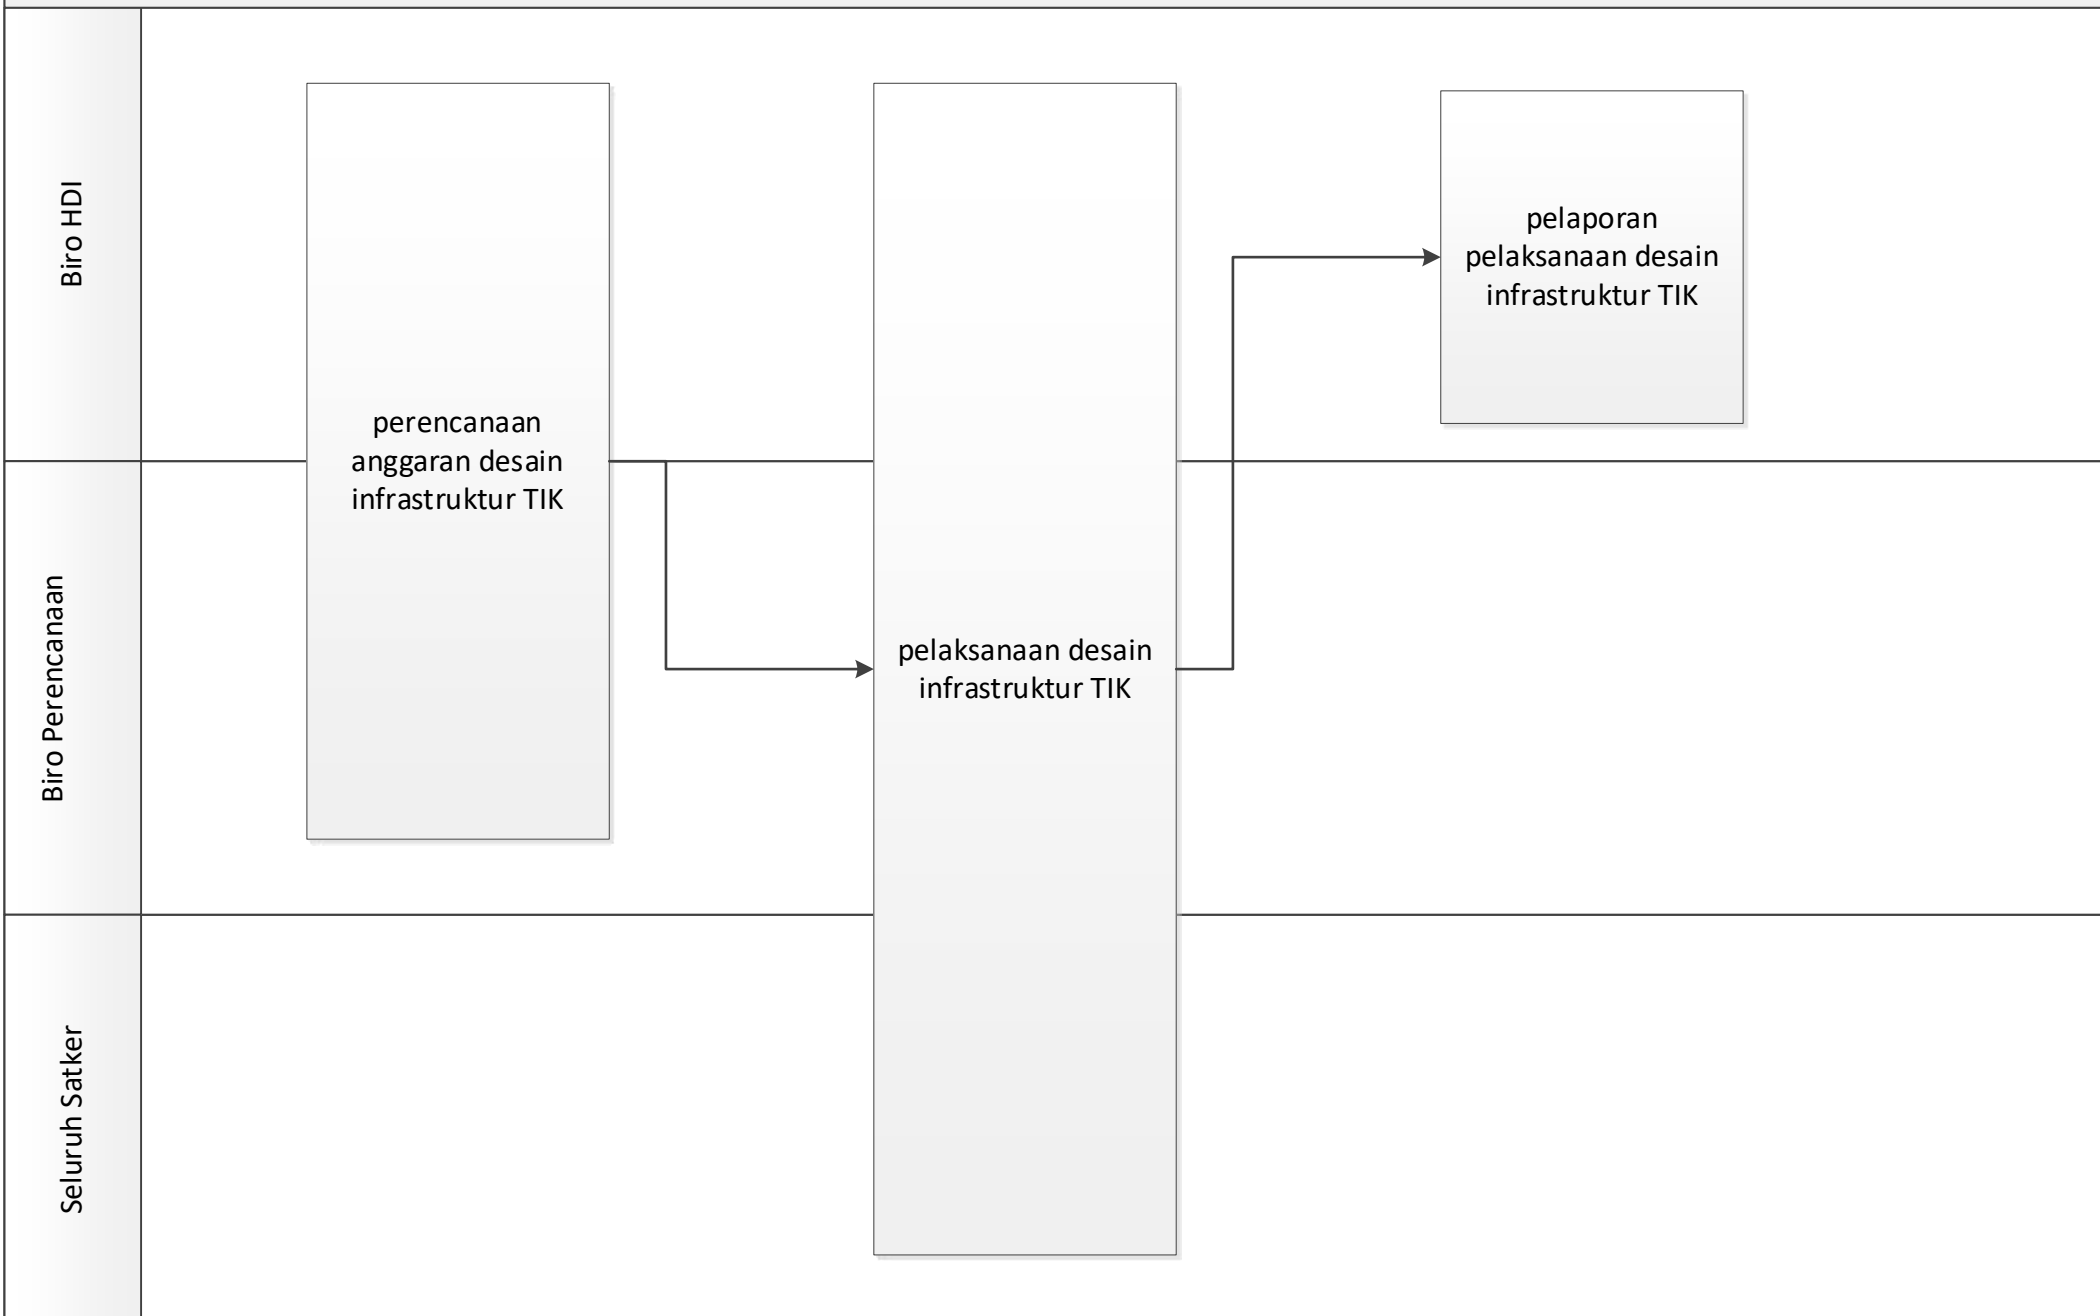 Biro HDI
perencanaan
anggaran desain
infrastruktur TIK
pelaksanaan desain
infrastruktur TIK
pelaporan
pelaksanaan desain
infrastruktur TIK
Biro Perencanaan
Seluruh Satker